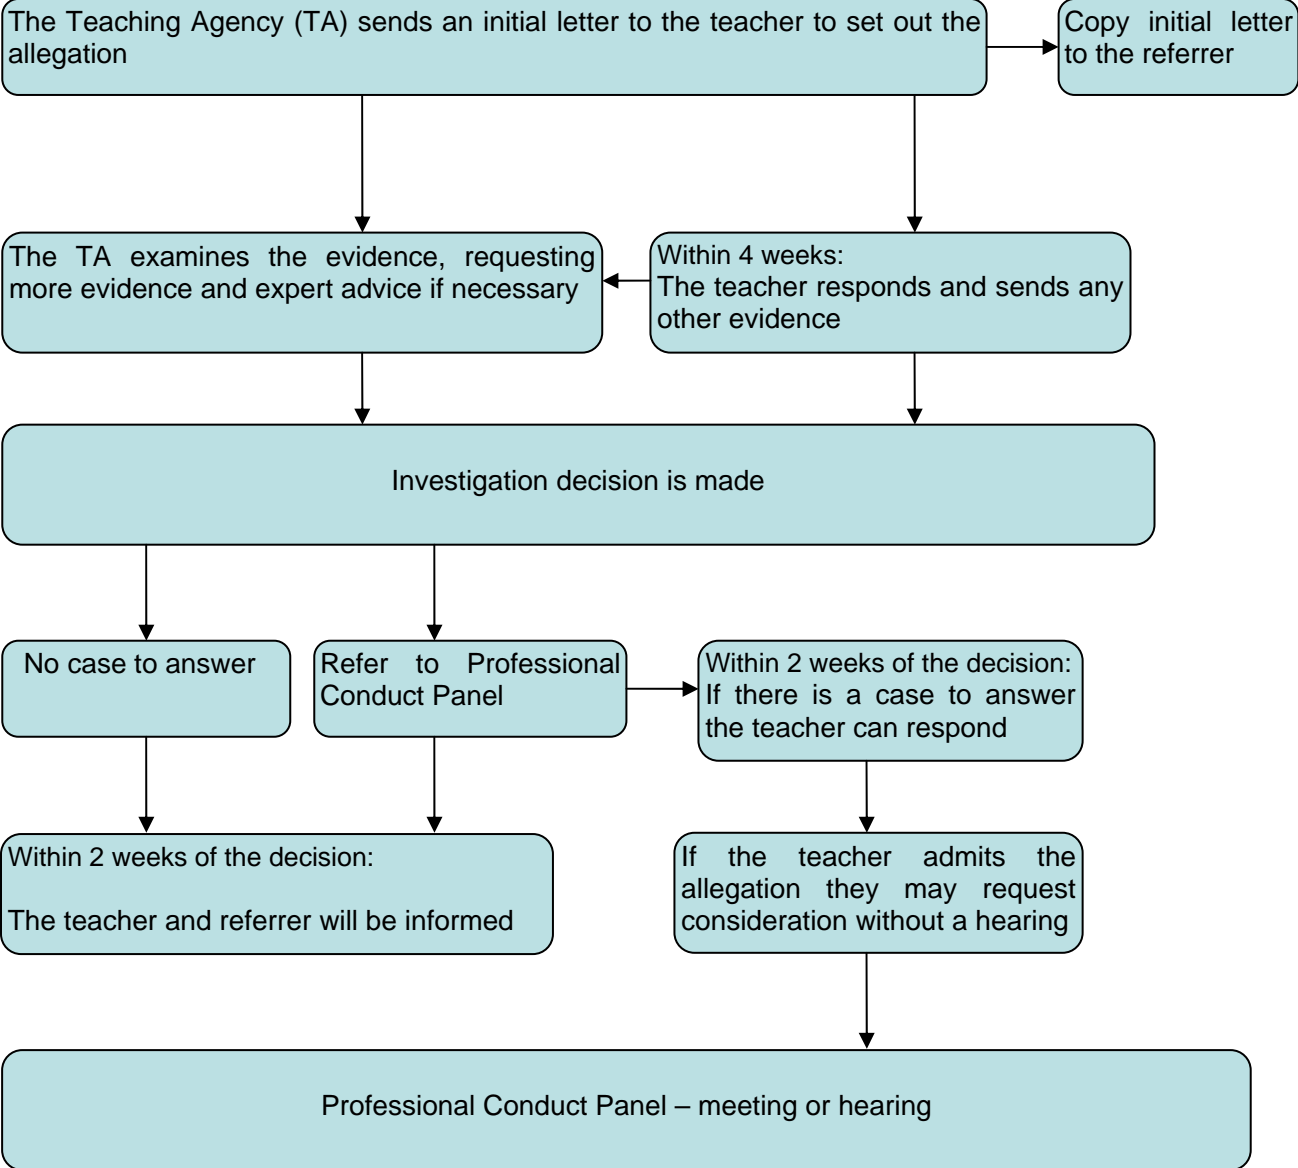 The Teaching Agency (TA) sends an initial letter to the teacher to set out the
allegation
Copy initial letter
to the referrer
The TA examines the evidence, requesting
more evidence and expert advice if necessary
Within 4 weeks:
The teacher responds and sends any
other evidence
Investigation decision is made
No case to answer
Refer to Professional
Conduct Panel
Within 2 weeks of the decision:
If there is a case to answer
the teacher can respond
Within 2 weeks of the decision:
The teacher and referrer will be informed
If the teacher admits the
allegation they may request
consideration without a hearing
Professional Conduct Panel – meeting or hearing